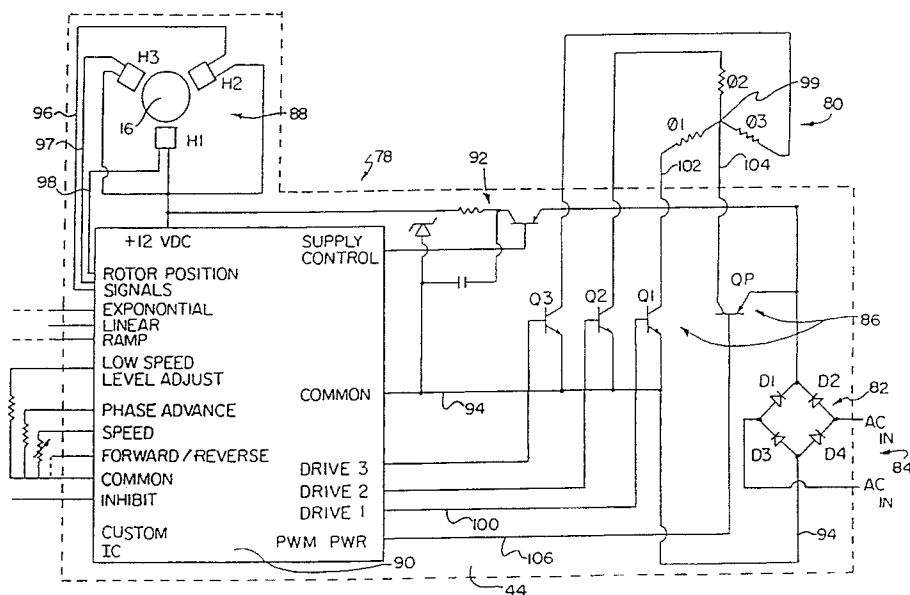 H3
H2
H1
16
96
97
98
88
78
92
Ø2
99
Ø1
Ø3
80
102
104
+12 VDC
SUPPLY
CONTROL
ROTOR POSITION
SIGNALS
EXPONONTIAL
LINEAR
RAMP
LOW SPEED
LEVEL ADJUST
PHASE ADVANCE
SPEED
FORWARD/REVERSE
COMMON
INHIBIT
CUSTOM
IC
COMMON
94
DRIVE 3
DRIVE 2
DRIVE 1
100
PWM PWR
106
90
44
Q3
Q2
Q1
QP
86
D1
D2
82
D3
D4
AC
IN
84
AC
IN
94